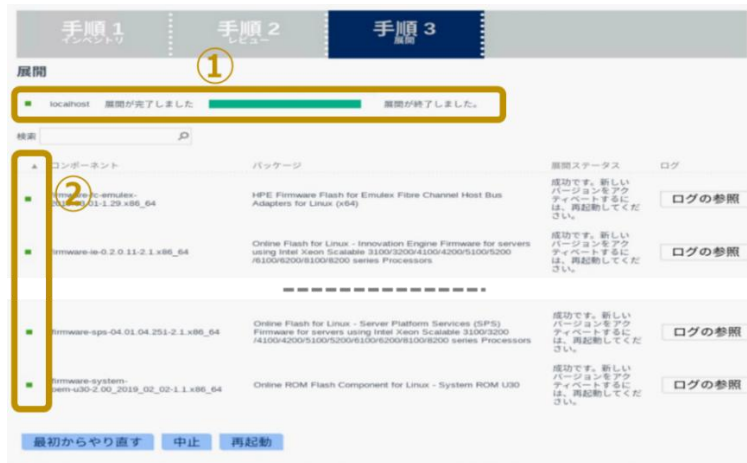 手順 1
インベントリ
手順 2
レビュー
手順 3
展開
①
展開
localhost 展開が完了しました 展開が終了しました。
検索
コンポーネント パッケージ 展開ステータス ログ
②
firmware-fc-emulex-
01-1.29.x86_64
HPE Firmware Flash for Emulex Fibre Channel Host Bus
Adapters for Linux (x64)
成功です。新しい
バージョンをアク
ティベートするに
は、再起動してくだ
さい。
ログの参照
firmware-ie-0.2.0.11-2.1.x86_64
Online Flash for Linux - Innovation Engine Firmware for servers
using Intel Xeon Scalable 3100/3200/4100/4200/5100/5200
/6100/6200/8100/8200 series Processors
成功です。新しい
バージョンをアク
ティベートするに
は、再起動してくだ
さい。
ログの参照
firmware-sps-04.01.04.251-2.1.x86_64
Online Flash for Linux - Server Platform Services (SPS)
Firmware for servers using Intel Xeon Scalable 3100/3200
/4100/4200/5100/5200/6100/6200/8100/8200 series Processors
成功です。新しい
バージョンをアク
ティベートするに
は、再起動してくだ
さい。
ログの参照
firmware-system-
oem-u30-2.00_2019_02_02-1.1.x86_64
Online ROM Flash Component for Linux - System ROM U30
成功です。新しい
バージョンをアク
ティベートするに
は、再起動してくだ
さい。
ログの参照
最初からやり直す 中止 再起動